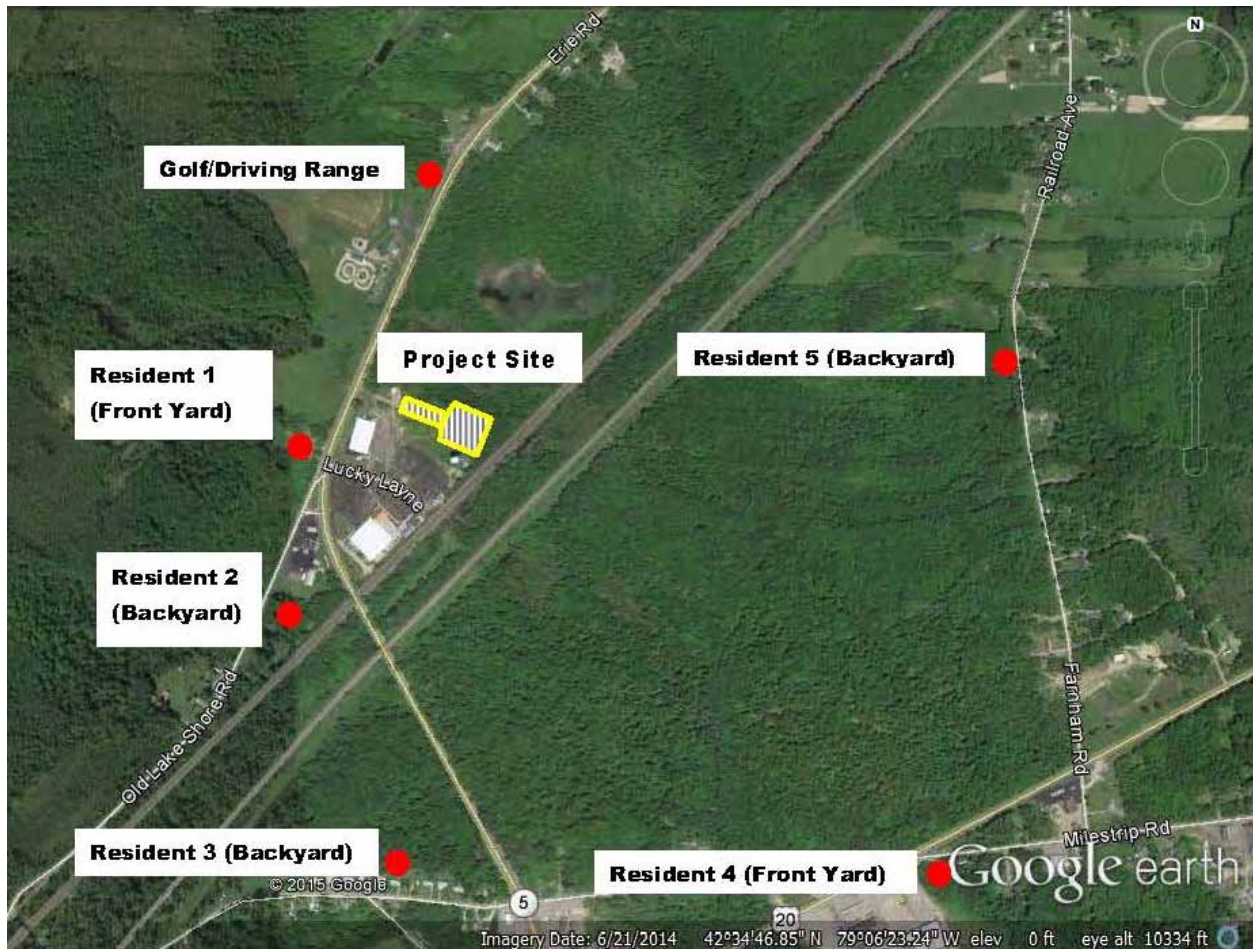 N
Erie Rd
Golf/Driving Range
Railroad Ave
Project Site
Resident 5 (Backyard)
Resident 1
(Front Yard)
Lucky Layne
Resident 2
(Backyard)
Old Lake Shore Rd
Farnham Rd
Milestrip Rd
Resident 3 (Backyard)
Resident 4 (Front Yard)
Google earth
© 2015 Google
5
20
Imagery Date: 6/21/2014 42°34'46.85" N 79°06'23.24" W elev 0 ft eye alt 10334 ft